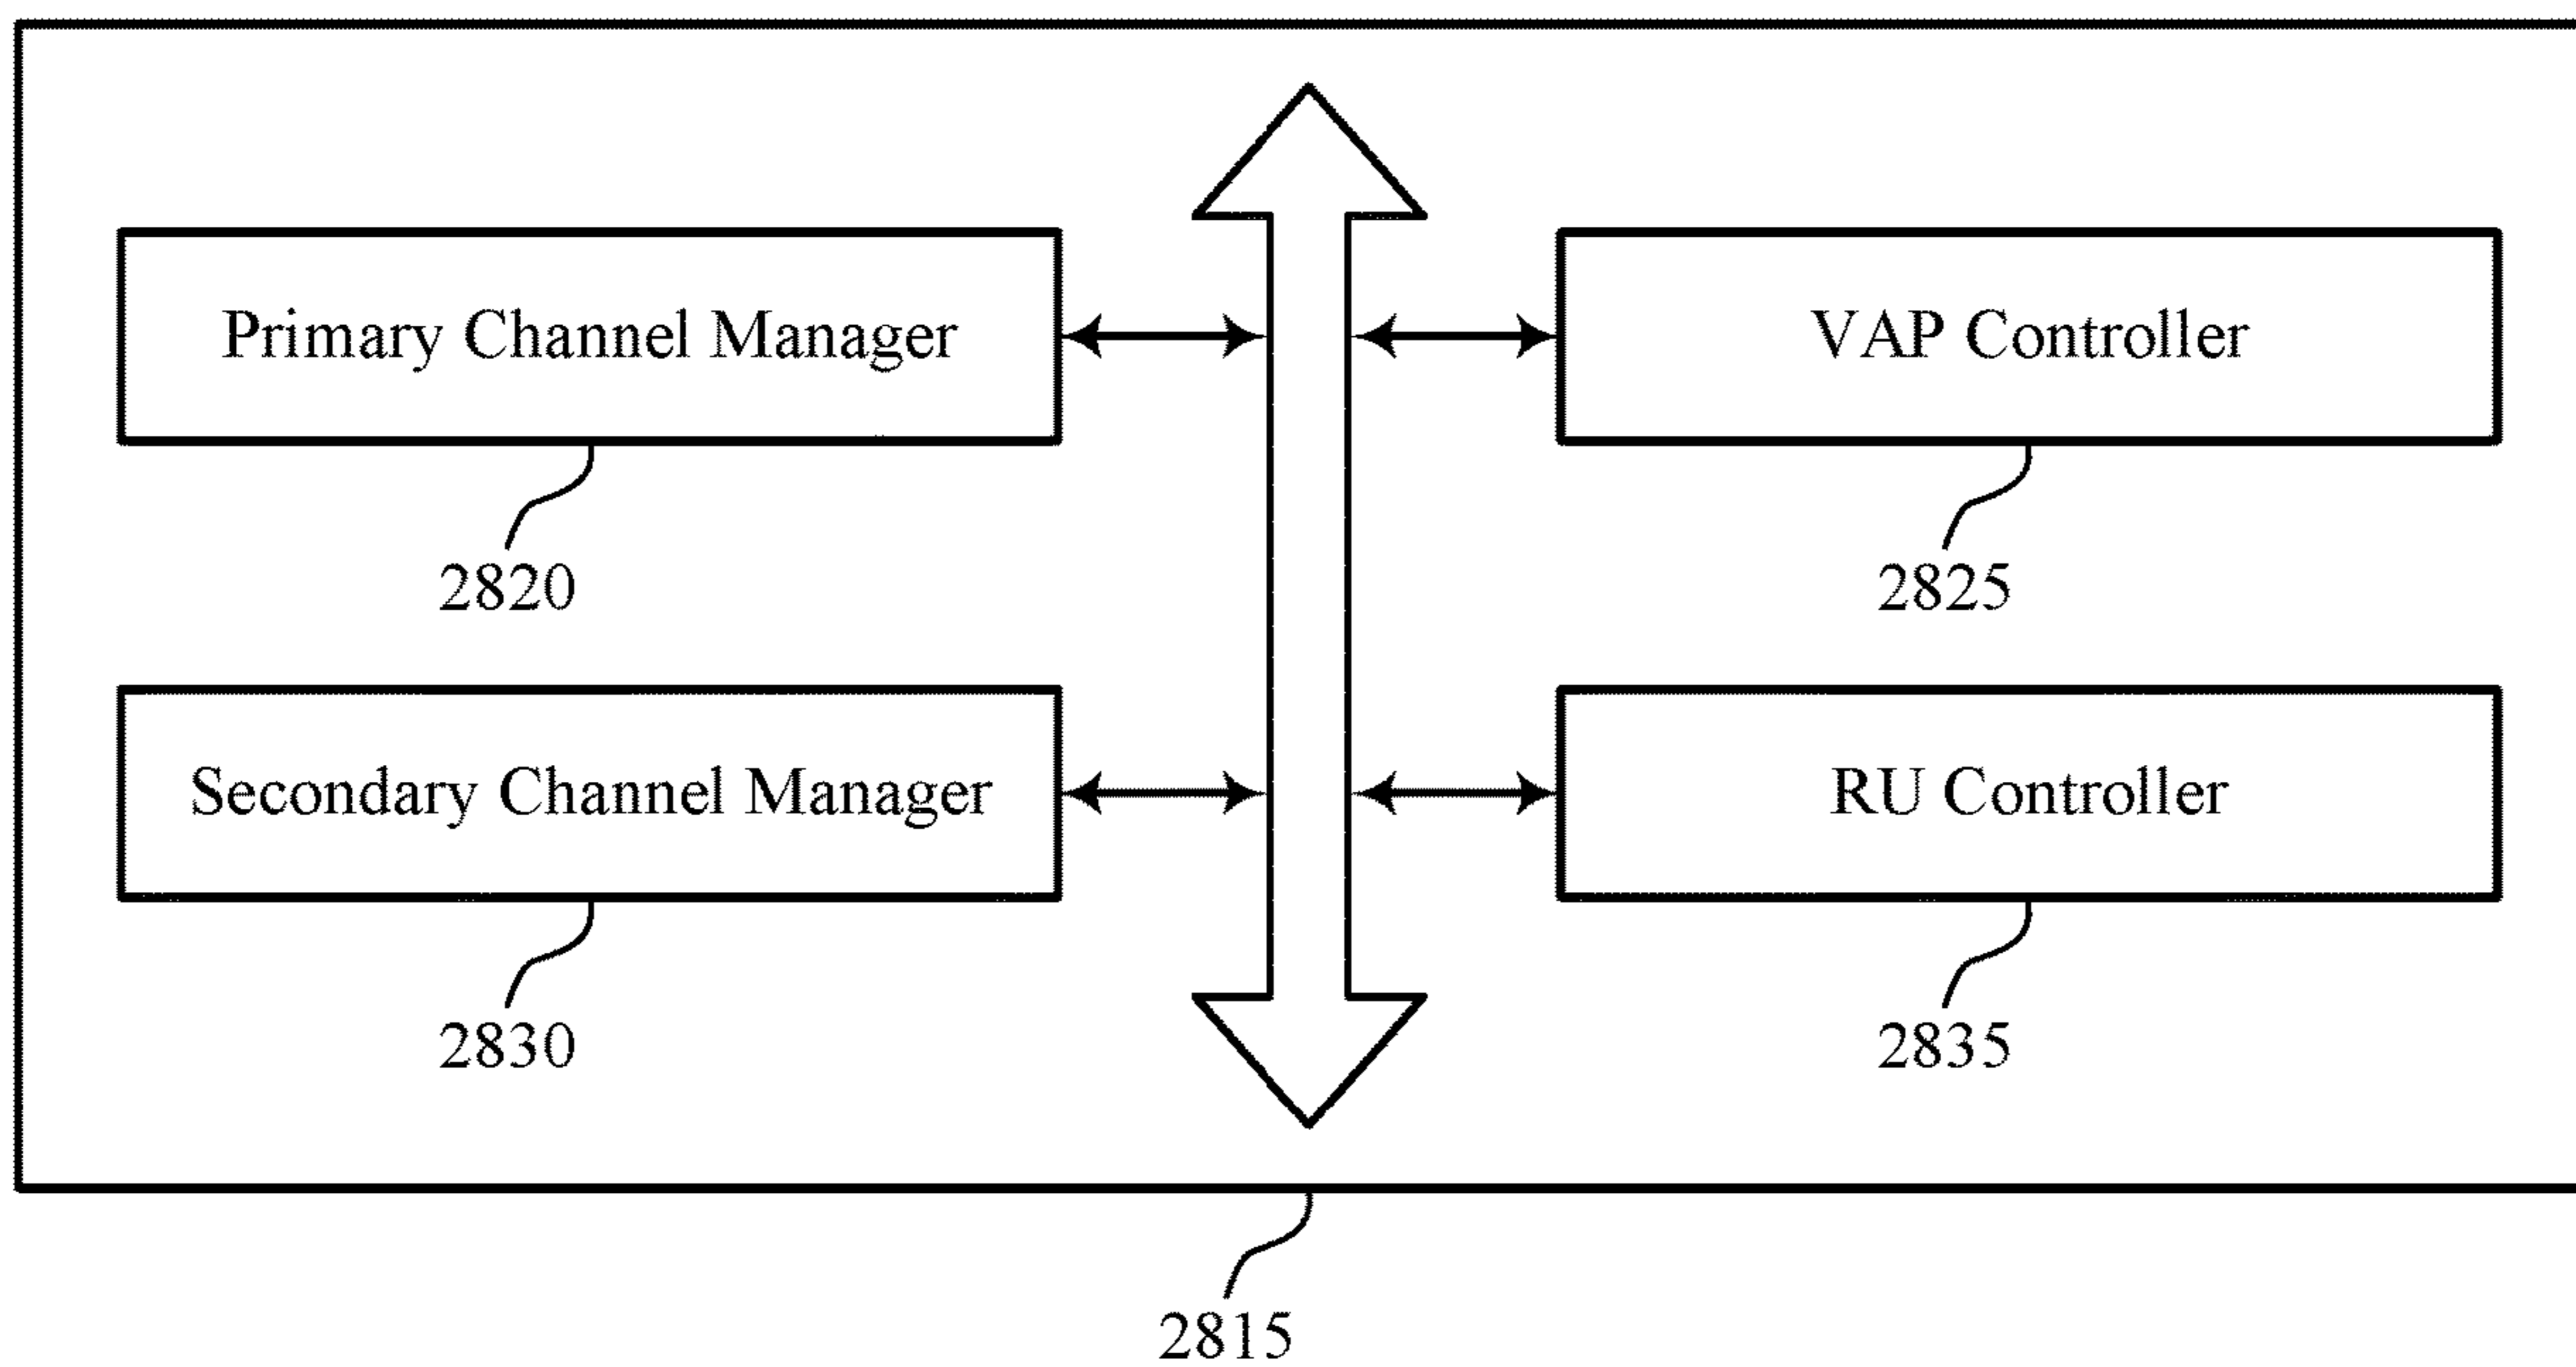 Primary Channel Manager
VAP Controller
2820
2825
Secondary Channel Manager
RU Controller
2830
2835
2815